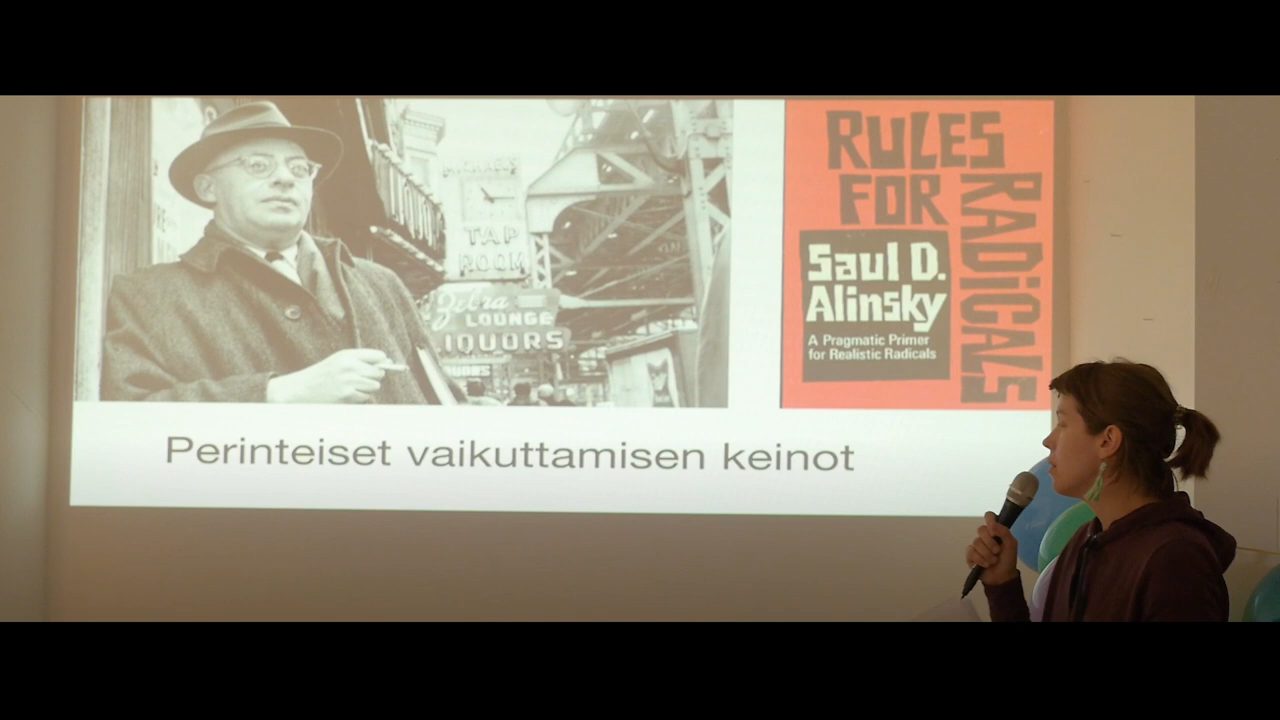 TAP
ROOM
Zebra
LOUNGE
LIQUORS
RULES
FOR
RADiCALS
Saul D.
Alinsky
A Pragmatic Primer
for Realistic Radicals
Perinteiset vaikuttamisen keinot